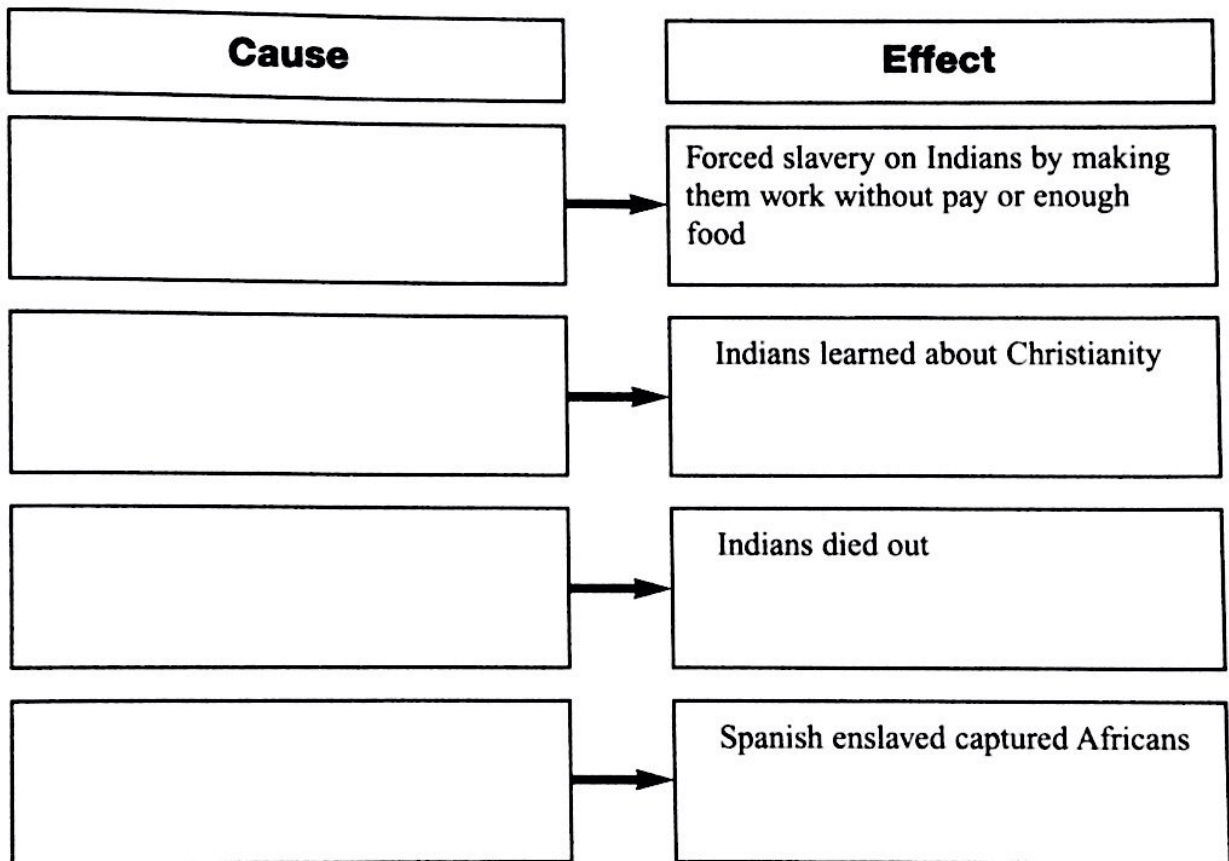 Cause
Effect
Forced slavery on Indians by making
them work without pay or enough
food
Indians learned about Christianity
Indians died out
Spanish enslaved captured Africans